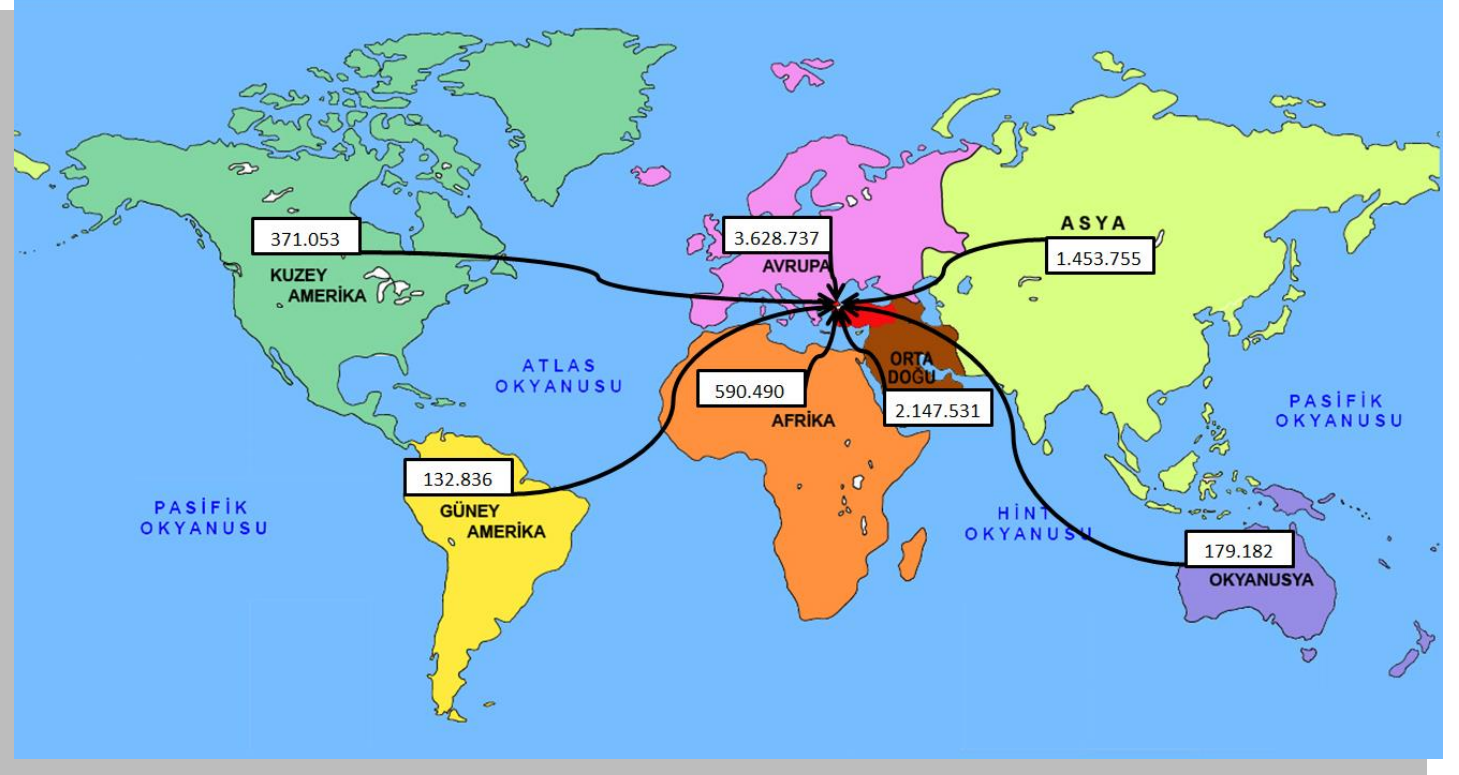 371.053
KUZEY
AMERİKA
3.628.737
AVRUPA
ASYA
1.453.755
ATLAS
OKYANUSU
ORTA
DOĞU
590.490
AFRİKA
2.147.531
PASİFİK
OKYANUSU
132.836
GÜNEY
AMERİKA
PASİFİK
OKYANUSU
HİNT
OKYANUSU
179.182
OKYANUSYA